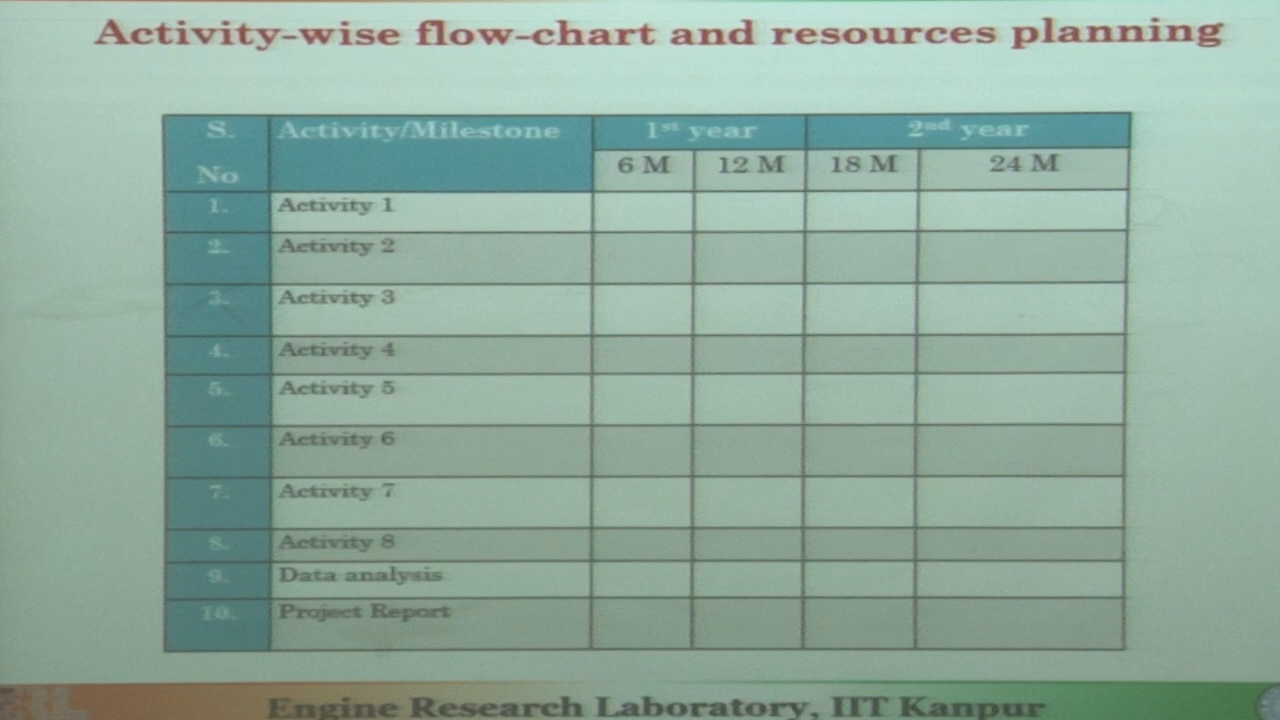 Activity-wise flow-chart and resources planning
S. No Activity/Milestone 1st year 2nd year
6 M 12 M 18 M 24 M
1. Activity 1
2. Activity 2
3. Activity 3
4. Activity 4
5. Activity 5
6. Activity 6
7. Activity 7
8. Activity 8
9. Data analysis
10. Project Report
Engine Research Laboratory, IIT Kanpur